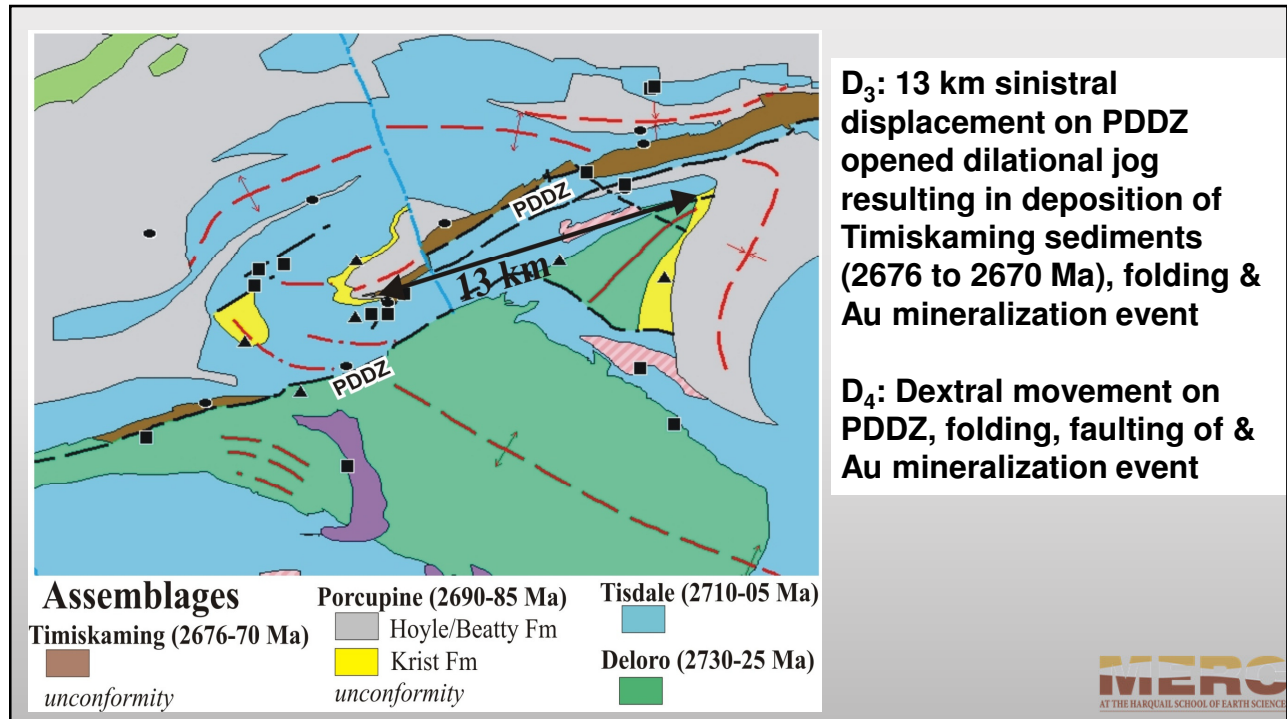 D₃: 13 km sinistral
displacement on PDDZ
opened dilational jog
resulting in deposition of
Timiskaming sediments
(2676 to 2670 Ma), folding &
Au mineralization event
D₄: Dextral movement on
PDDZ, folding, faulting of &
Au mineralization event
PDDZ
13 km
PDDZ
Assemblages
Timiskaming (2676-70 Ma)
unconformity
Porcupine (2690-85 Ma)
Hoyle/Beatty Fm
Krist Fm
unconformity
Tisdale (2710-05 Ma)
Deloro (2730-25 Ma)
MERC
AT THE HARQUAIL SCHOOL OF EARTH SCIENCE